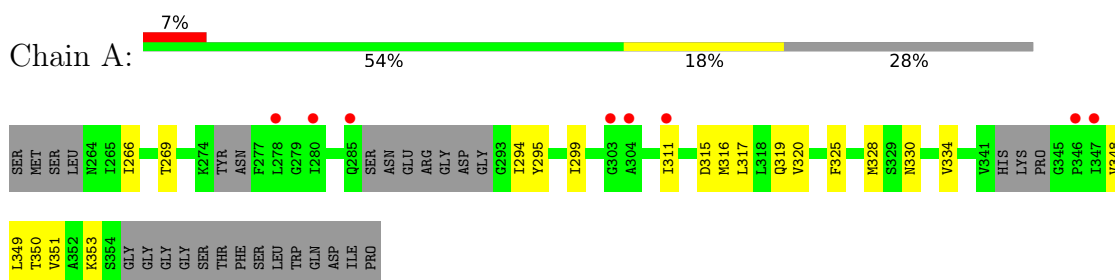 7%
Chain A:
54% 18% 28%
SER MET SER LEU N264 I265 I266 T269 K274 TYR ASN F277 L278 G279 I280 Q285 SER ASN GLU ARG GLY ASP GLY G293 I294 Y295 I299 G303 A304 I311 D315 M316 L317 L318 Q319 V320 F325 M328 S329 N330 V334 V341 HIS LYS PRO G345 P346 I347 V348
L349 T350 V351 A352 K353 S354 GLY GLY GLY GLY SER THR PHE SER LEU TRP GLN ASP ILE PRO